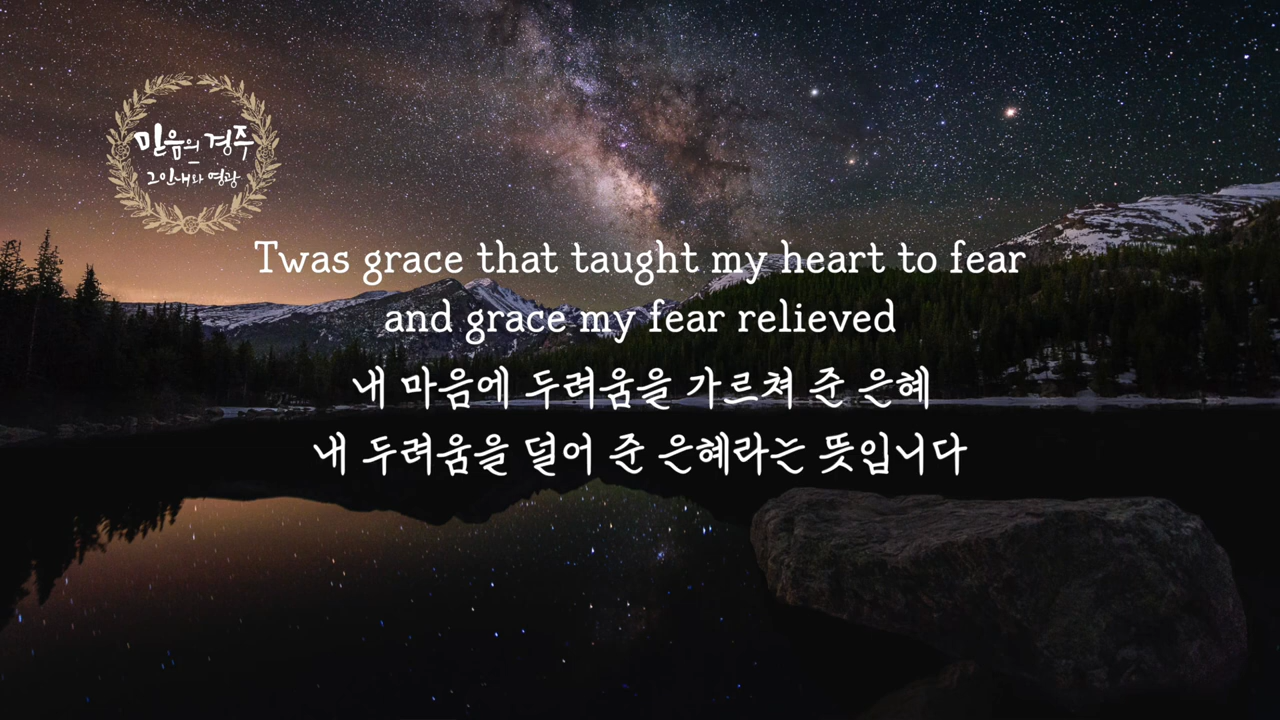 믿음의 경주
그 인내와 영광
Twas grace that taught my heart to fear
and grace my fear relieved
내 마음에 두려움을 가르쳐 준 은혜
내 두려움을 덜어 준 은혜라는 뜻입니다